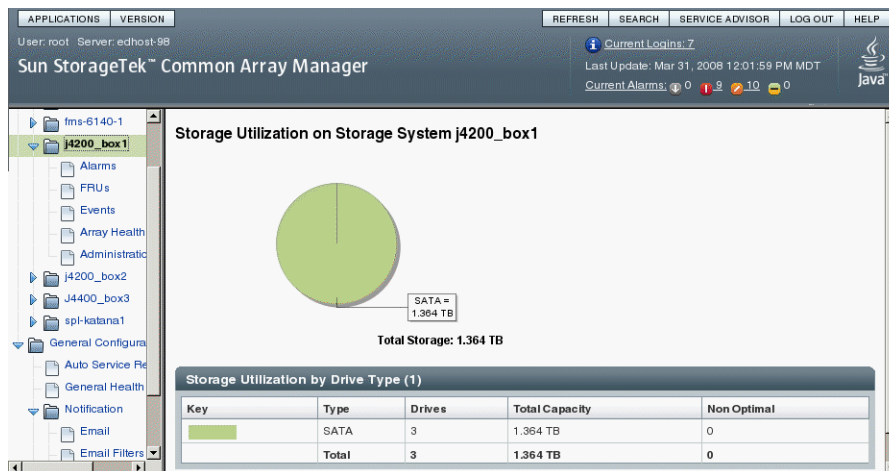 APPLICATIONS VERSION REFRESH SEARCH SERVICE ADVISOR LOG OUT HELP
User: root Server: edhost-98
Current Logins: 7
Sun StorageTek™ Common Array Manager
Last Update: Mar 31, 2008 12:01:59 PM MDT
Current Alarms: 0 9 10 0
Java
fms-6140-1
j4200_box1
Alarms
FRUs
Events
Array Health
Administratio
j4200_box2
J4400_box3
spl-katana1
General Configura
Auto Service Re
General Health
Notification
Email
Email Filters
Storage Utilization on Storage System j4200_box1
SATA =
1.364 TB
Total Storage: 1.364 TB
Storage Utilization by Drive Type (1)
Key Type Drives Total Capacity Non Optimal
SATA 3 1.364 TB 0
Total 3 1.364 TB 0